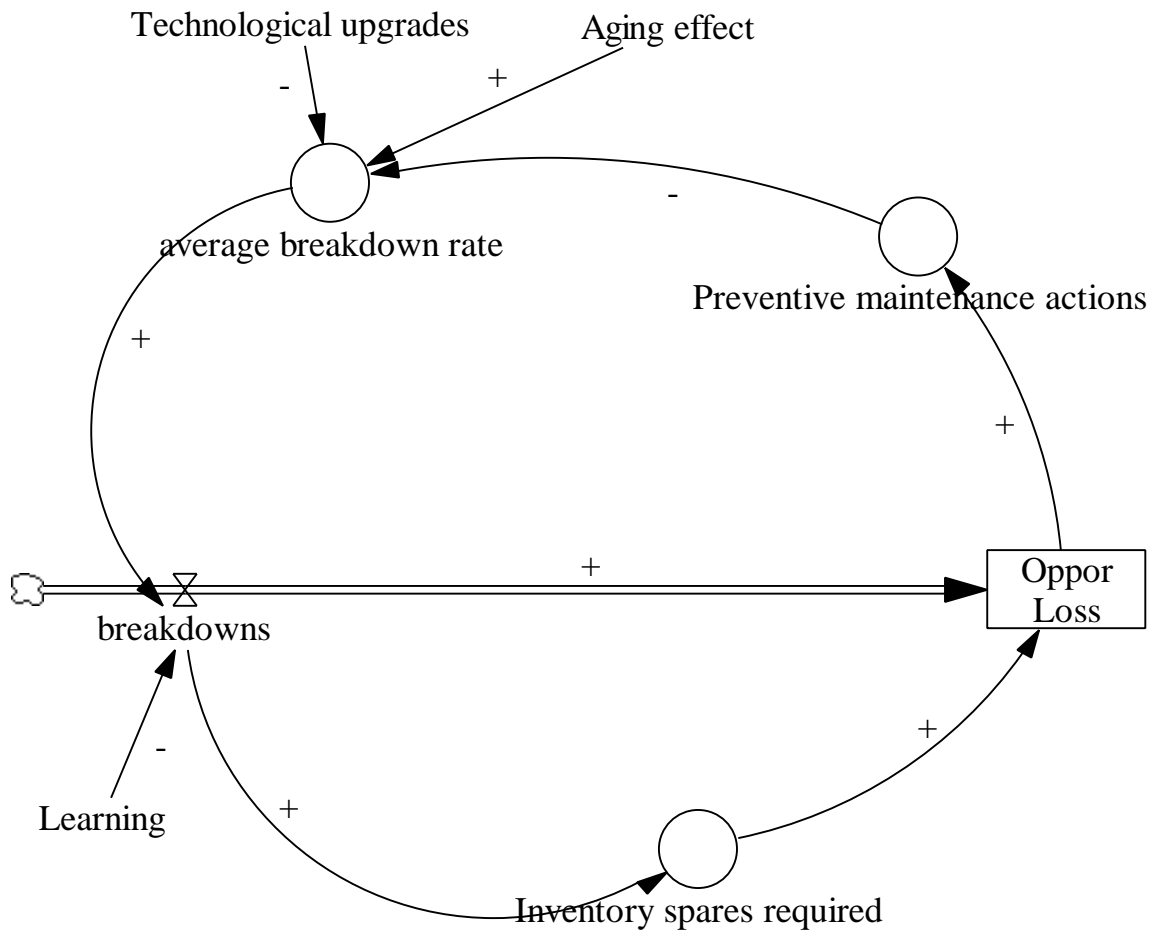 Technological upgrades
Aging effect
-
+
-
average breakdown rate
Preventive maintenance actions
+
+
+
Oppor
Loss
breakdowns
+
-
+
Learning
Inventory spares required